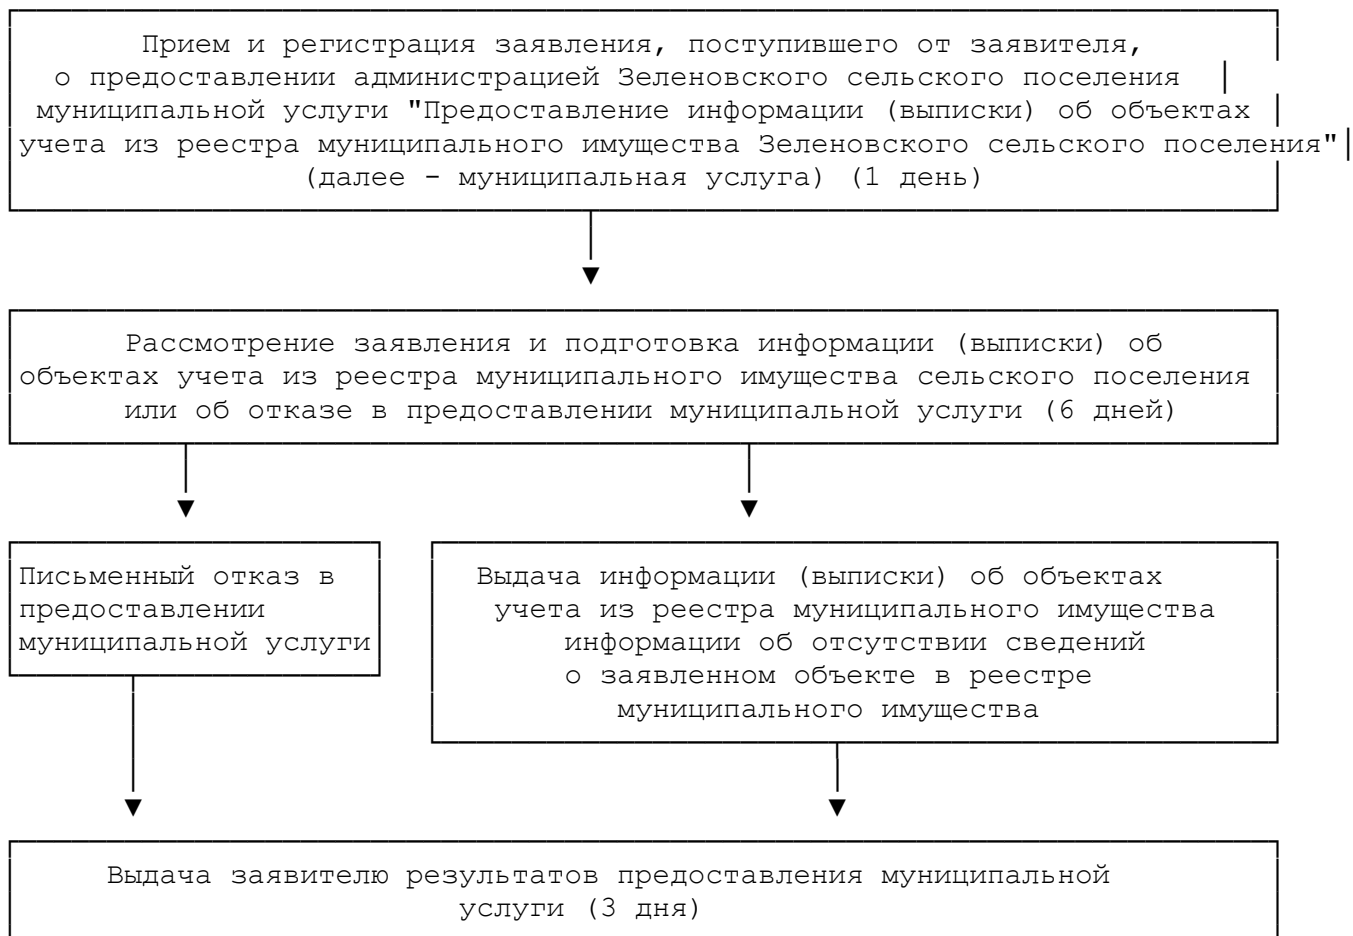 Прием и регистрация заявления, поступившего от заявителя,
о предоставлении администрацией Зеленовского сельского поселения
муниципальной услуги "Предоставление информации (выписки) об объектах
учета из реестра муниципального имущества Зеленовского сельского поселения"
(далее - муниципальная услуга) (1 день)
Рассмотрение заявления и подготовка информации (выписки) об
объектах учета из реестра муниципального имущества сельского поселения
или об отказе в предоставлении муниципальной услуги (6 дней)
Письменный отказ в
предоставлении
муниципальной услуги
Выдача информации (выписки) об объектах
учета из реестра муниципального имущества
информации об отсутствии сведений
о заявленном объекте в реестре
муниципального имущества
Выдача заявителю результатов предоставления муниципальной
услуги (3 дня)